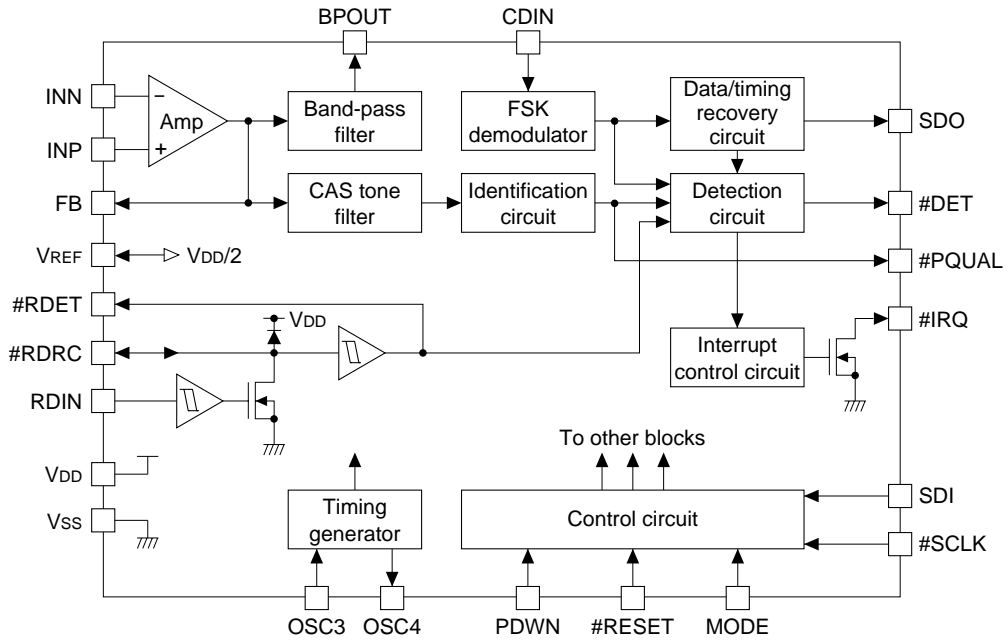 BPOUT
CDIN
INN
−
Amp
INP
+
Band-pass
filter
FSK
demodulator
Data/timing
recovery
circuit
SDO
FB
CAS tone
filter
Identification
circuit
Detection
circuit
#DET
VREF
VDD/2
#PQUAL
#RDET
VDD
#IRQ
#RDRC
Interrupt
control circuit
RDIN
To other blocks
VDD
VSS
Timing
generator
Control circuit
SDI
#SCLK
OSC3
OSC4
PDWN
#RESET
MODE